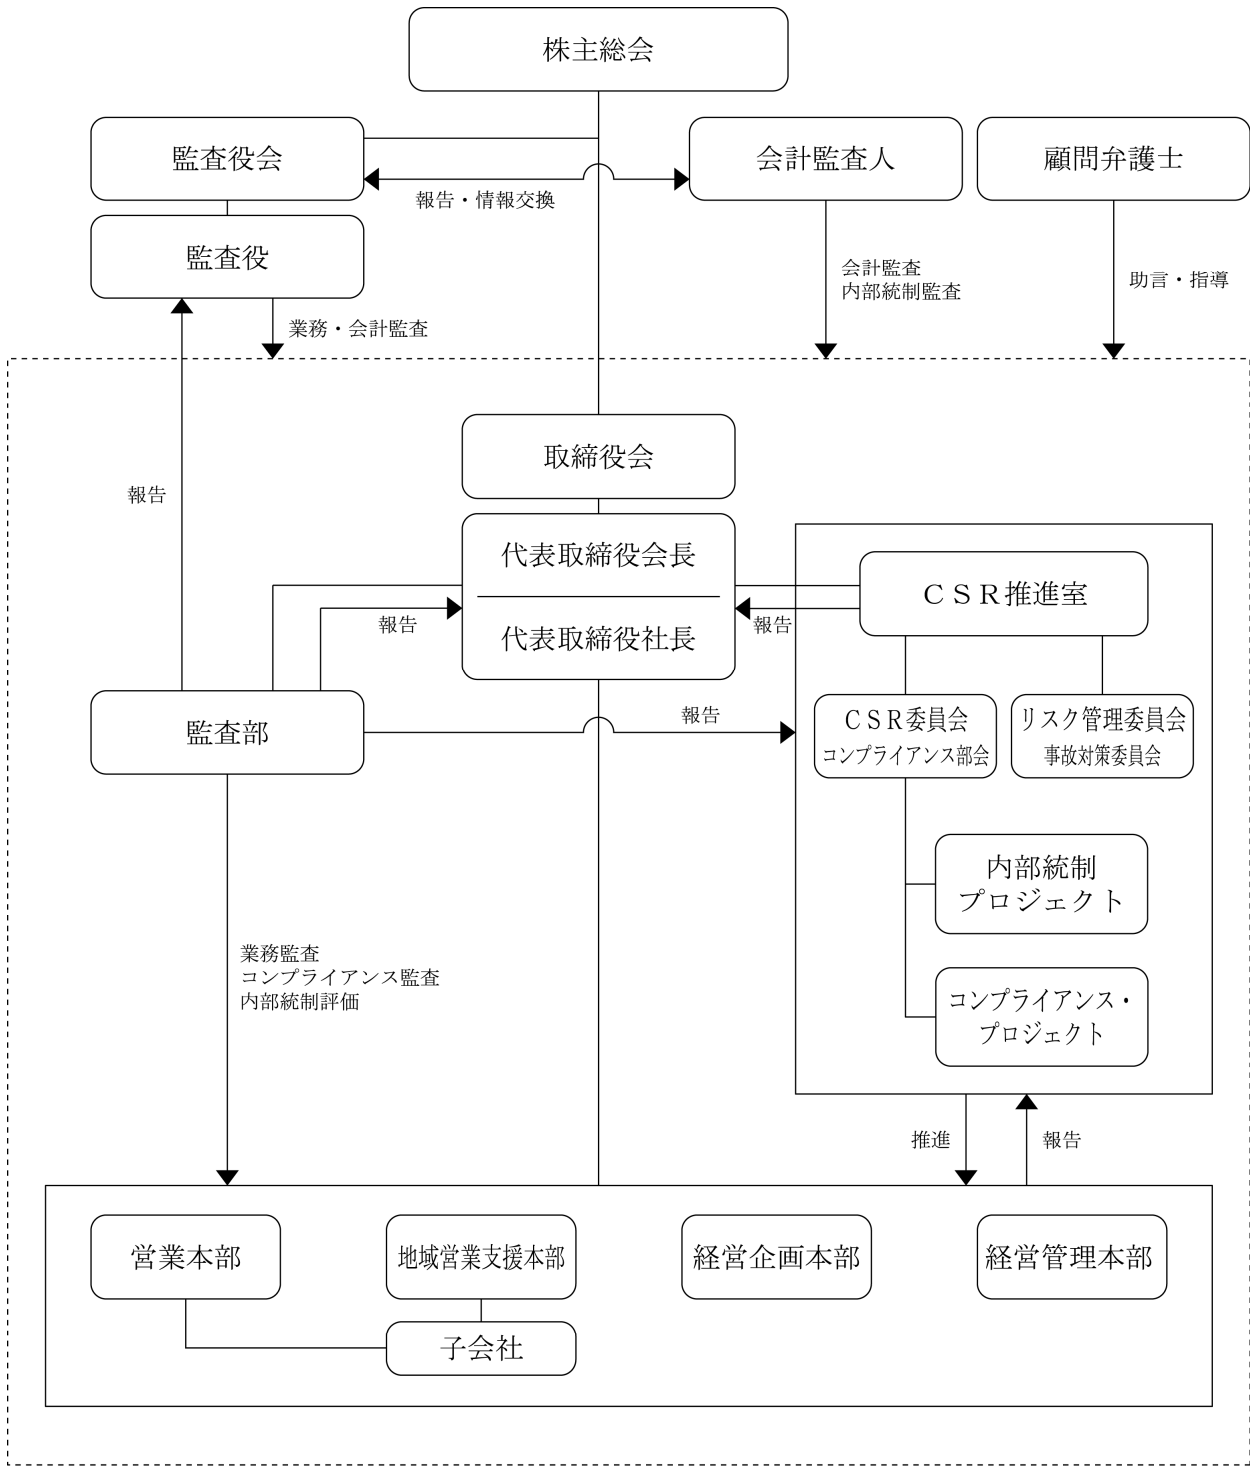 株主総会
監査役会
会計監査人
顧問弁護士
報告・情報交換
監査役
会計監査
内部統制監査
助言・指導
業務・会計監査
取締役会
報告
代表取締役会長
代表取締役社長
ＣＳＲ推進室
報告
報告
監査部
報告
ＣＳＲ委員会
コンプライアンス部会
リスク管理委員会
事故対策委員会
内部統制
プロジェクト
業務監査
コンプライアンス監査
内部統制評価
コンプライアンス・
プロジェクト
推進
報告
営業本部
地域営業支援本部
経営企画本部
経営管理本部
子会社